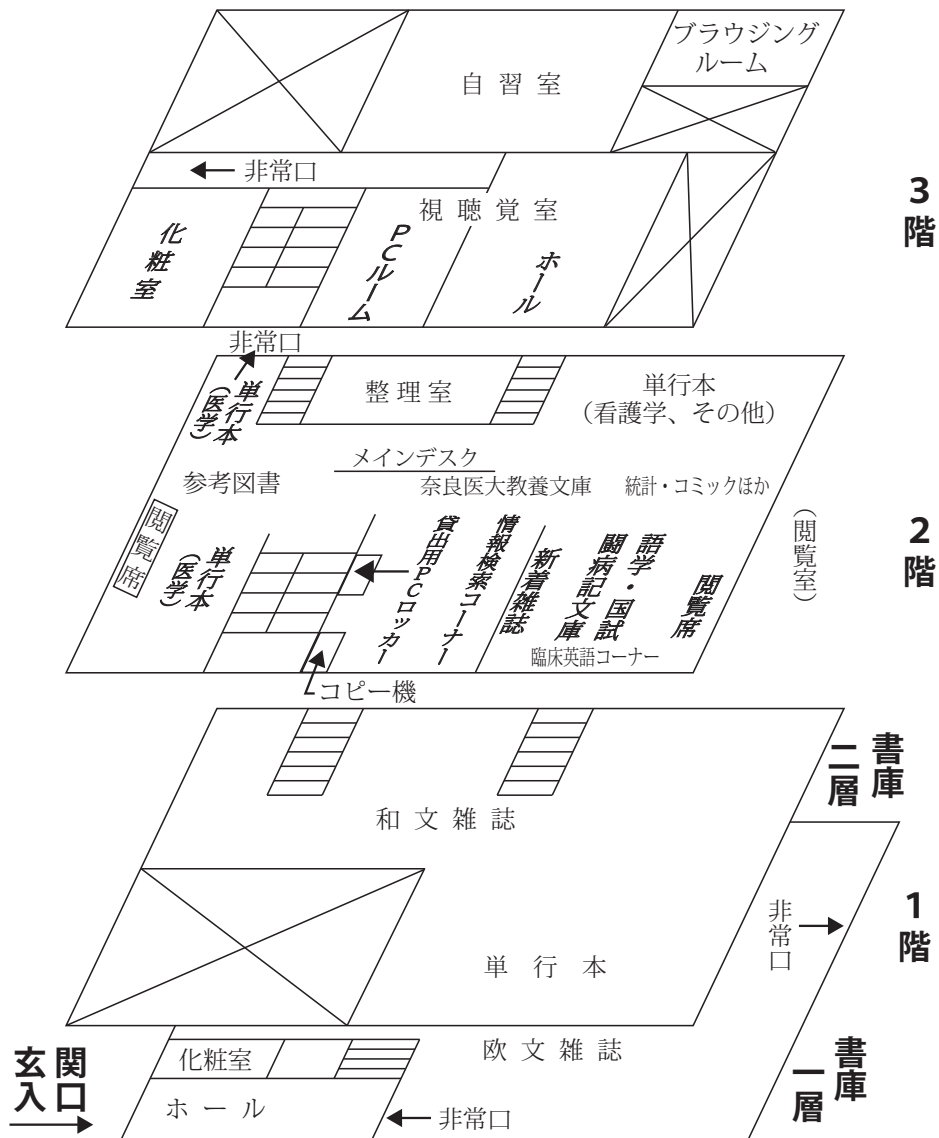 ブラウジング
ルーム
自習室
非常口
視聴覚室
化粧室
PCルーム
ホール
3階
非常口
単行本
（医学）
整理室
単行本
（看護学、その他）
メインデスク
参考図書
奈良医大教養文庫
統計・コミックほか
閲覧席
単行本
（医学）
貸出用PCロッカー
情報検索コーナー
新着雑誌
闘病記文庫
語学・国試
閲覧席
（閲覧室）
2階
臨床英語コーナー
コピー機
書庫
二層
和文雑誌
非常口
1階
単行本
欧文雑誌
書庫
一層
玄関
入口
化粧室
ホール
非常口